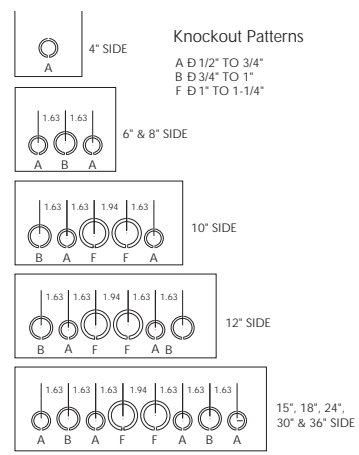 Knockout Patterns
A Ð 1/2" TO 3/4"
B Ð 3/4" TO 1"
F Ð 1" TO 1-1/4"
4" SIDE
A
1.63 1.63
6" & 8" SIDE
A B A
1.63 1.63 1.94 1.63
10" SIDE
B A F F A
1.63 1.63 1.94 1.63 1.63
12" SIDE
B A F F A B
1.63 1.63 1.63 1.94 1.63 1.63 1.63
15", 18", 24",
30" & 36" SIDE
A B A F F A B A